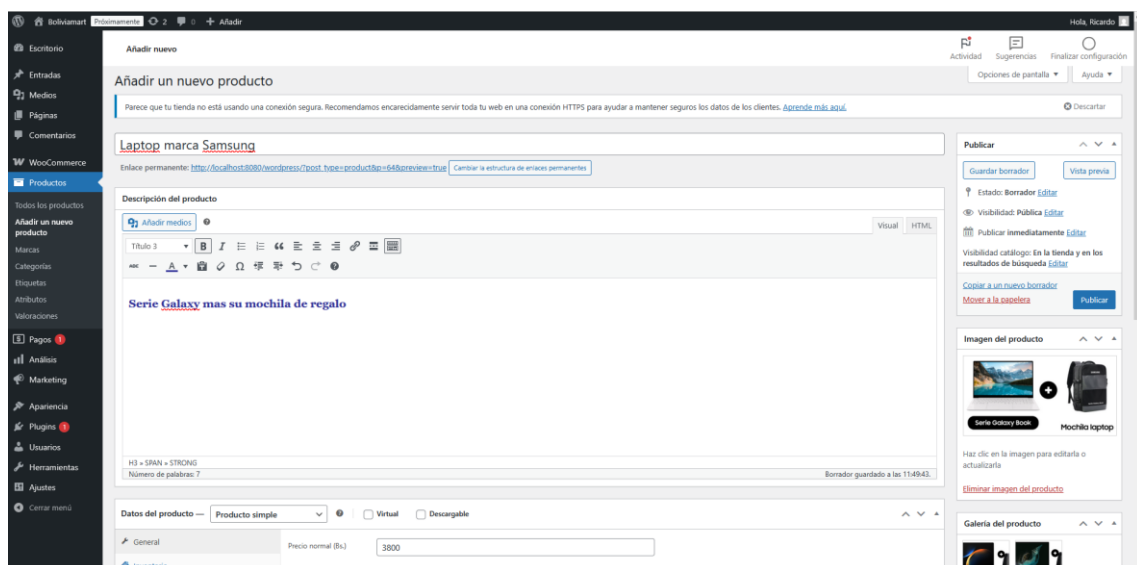 Boliviamart Próximamente 2 0 + Añadir Hola, Ricardo
Escritorio
Entradas
Medios
Páginas
Comentarios
WooCommerce
Productos
Todos los productos
Añadir un nuevo
producto
Marcas
Categorías
Etiquetas
Atributos
Valoraciones
Pagos 1
Análisis
Marketing
Apariencia
Plugins 1
Usuarios
Herramientas
Ajustes
Cerrar menú
Añadir nuevo
Actividad Sugerencias Finalizar configuración
Opciones de pantalla ▼ Ayuda ▼
Añadir un nuevo producto
Parece que tu tienda no está usando una conexión segura. Recomendamos encarecidamente servir toda tu web en una conexión HTTPS para ayudar a mantener seguros los datos de los clientes. Aprende más aquí.
Descartar
Laptop marca Samsung
Enlace permanente: http://localhost:8080/wordpress/?post_type=product&p=648&preview=true Cambiar la estructura de enlaces permanentes
Descripción del producto
Añadir medios
Visual HTML
Título 3 B I
ABC A Ω
Serie Galaxy mas su mochila de regalo
H3 » SPAN » STRONG
Número de palabras: 7 Borrador guardado a las 11:49:43.
Datos del producto — Producto simple Virtual Descargable
General
Precio normal (Bs.) 3800
Inventario
Publicar
Guardar borrador Vista previa
Estado: Borrador Editar
Visibilidad: Pública Editar
Publicar inmediatamente Editar
Visibilidad catálogo: En la tienda y en los
resultados de búsqueda Editar
Copiar a un nuevo borrador
Mover a la papelera Publicar
Imagen del producto
Serie Galaxy Book Mochila laptop
Haz clic en la imagen para editarla o
actualizarla
Eliminar imagen del producto
Galería del producto